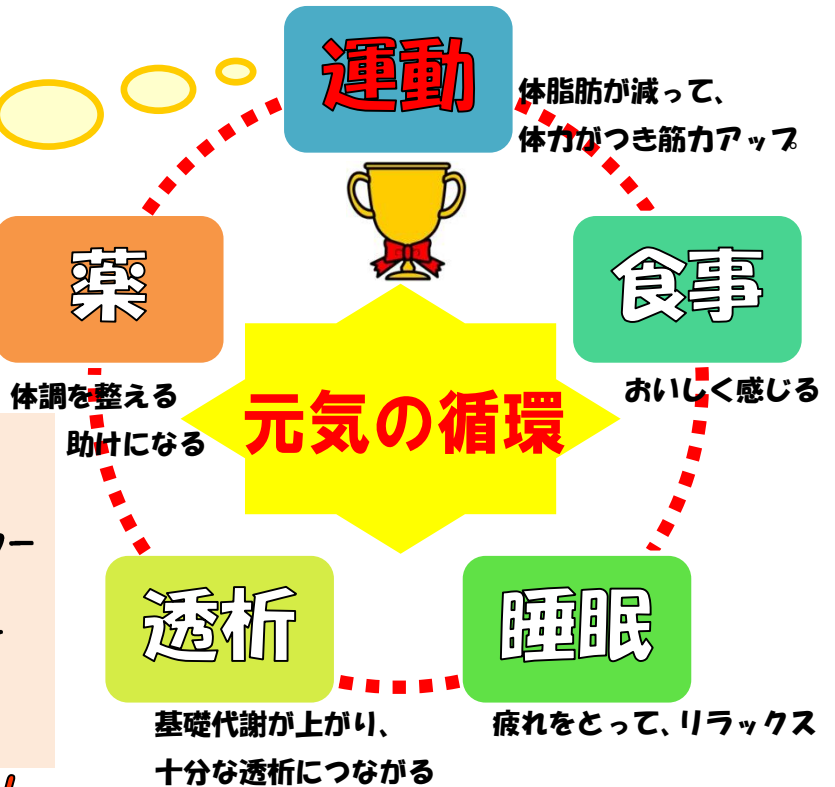 運動
体脂肪が減って、
体力がつき筋力アップ。
薬
食事
体調を整える
助けになる
おいしく感じる
元気の循環
ー
透析
睡眠
基礎代謝が上がり、
十分な透析につながる
疲れをとって、リラックス